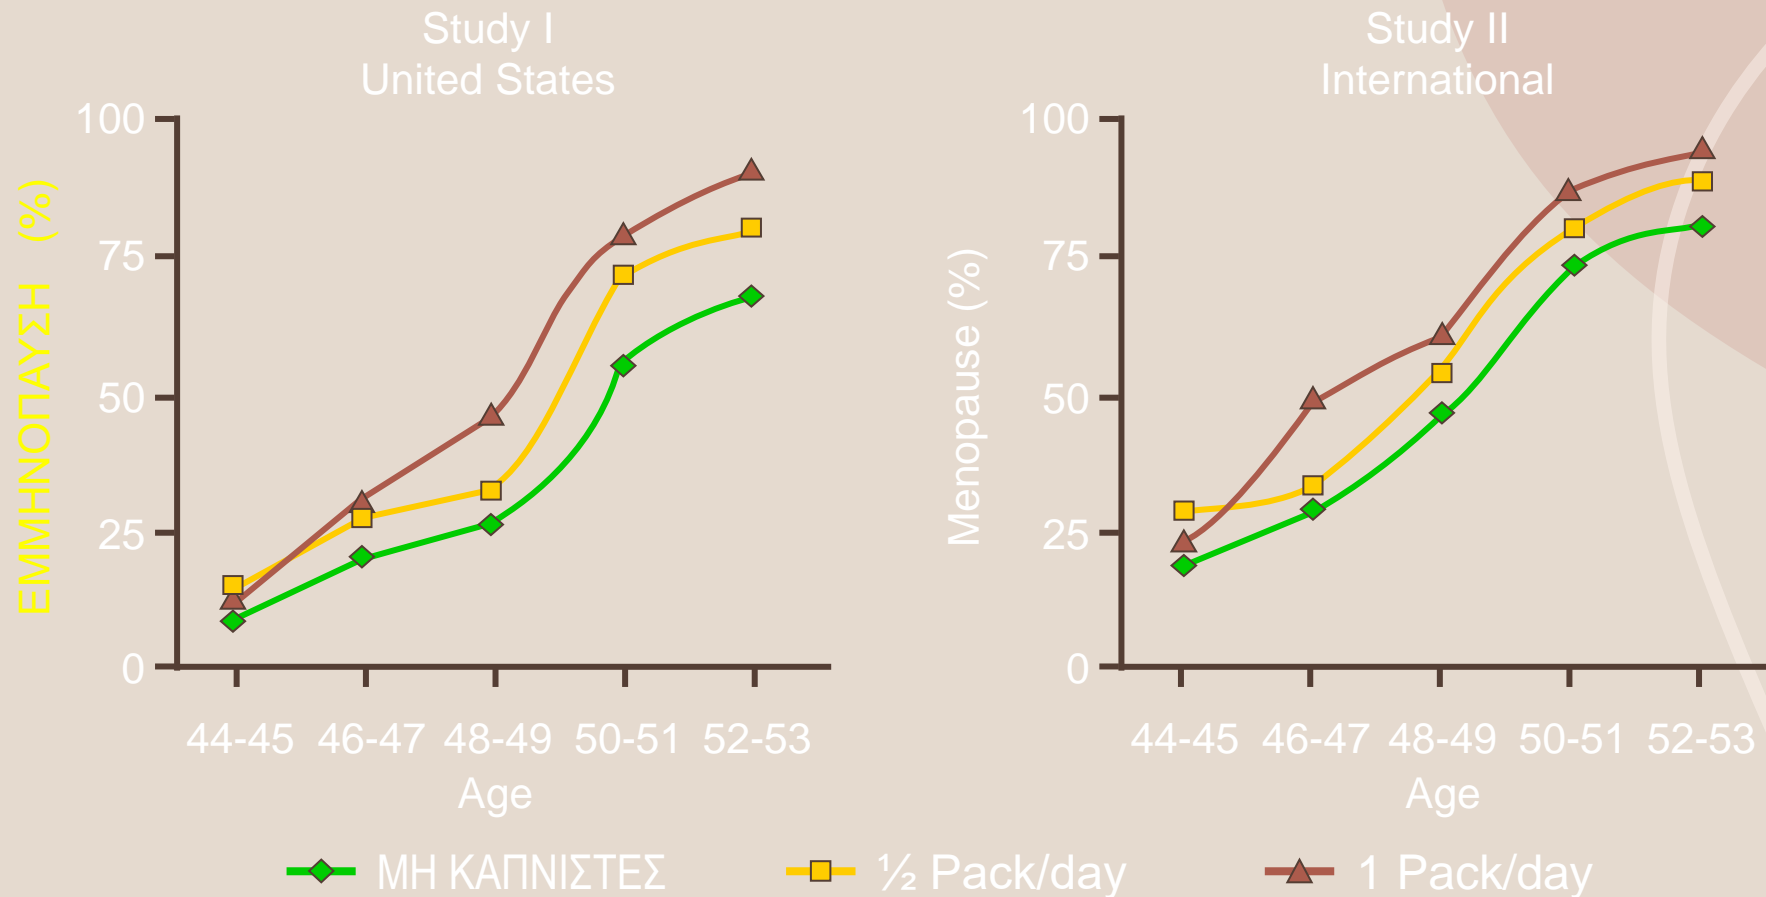 Study I
United States
100
75
50
25
0
ΕΜΜΗΝΟΠΑΥΣΗ (%)
44-45 46-47 48-49 50-51 52-53
Age
Study II
International
100
75
50
25
0
Menopause (%)
44-45 46-47 48-49 50-51 52-53
Age
ΜΗ ΚΑΠΝΙΣΤΕΣ
½ Pack/day
1 Pack/day